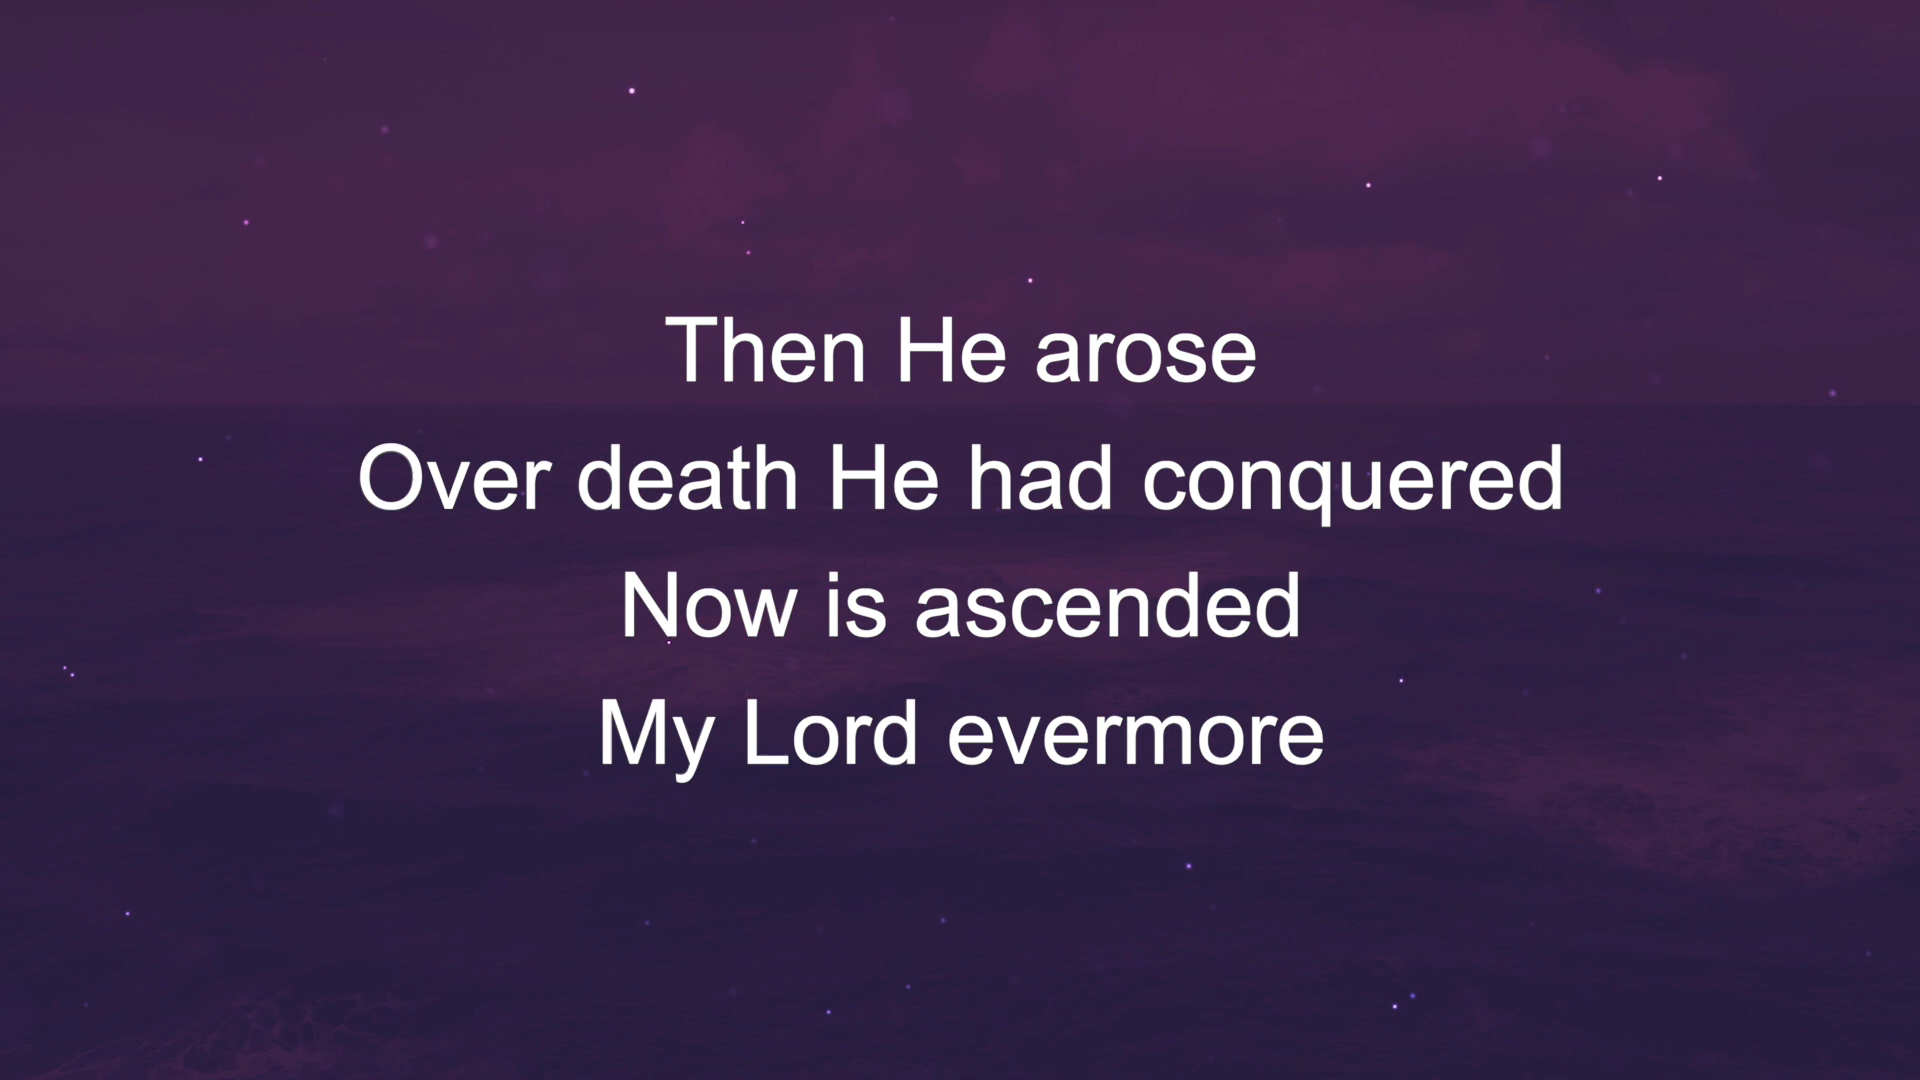 Then He arose
Over death He had conquered
Now is ascended
My Lord evermore